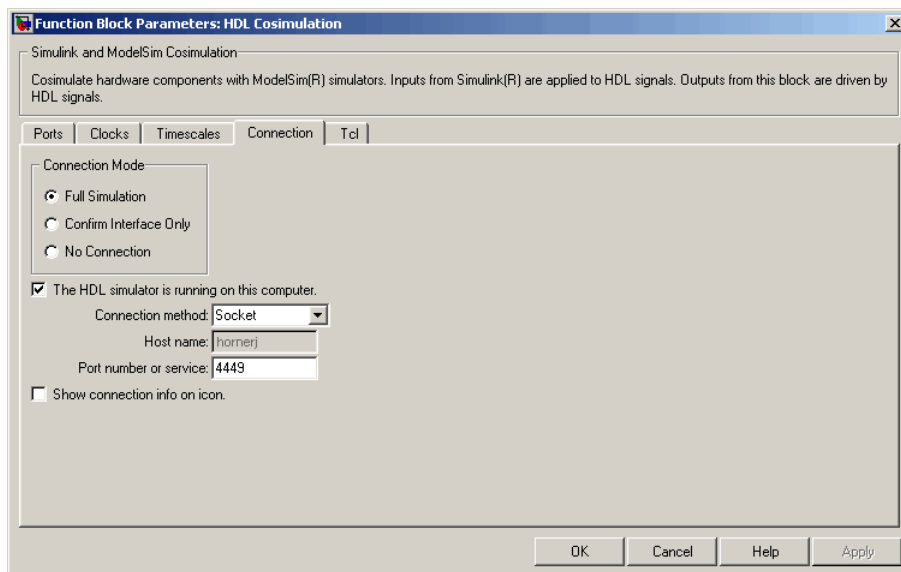 Function Block Parameters: HDL Cosimulation
Simulink and ModelSim Cosimulation
Cosimulate hardware components with ModelSim(R) simulators. Inputs from Simulink(R) are applied to HDL signals. Outputs from this block are driven by
HDL signals.
Ports Clocks Timescales Connection Tcl
Connection Mode
Full Simulation
Confirm Interface Only
No Connection
The HDL simulator is running on this computer.
Connection method: Socket
Host name: hornerj
Port number or service: 4449
Show connection info on icon.
OK Cancel Help Apply